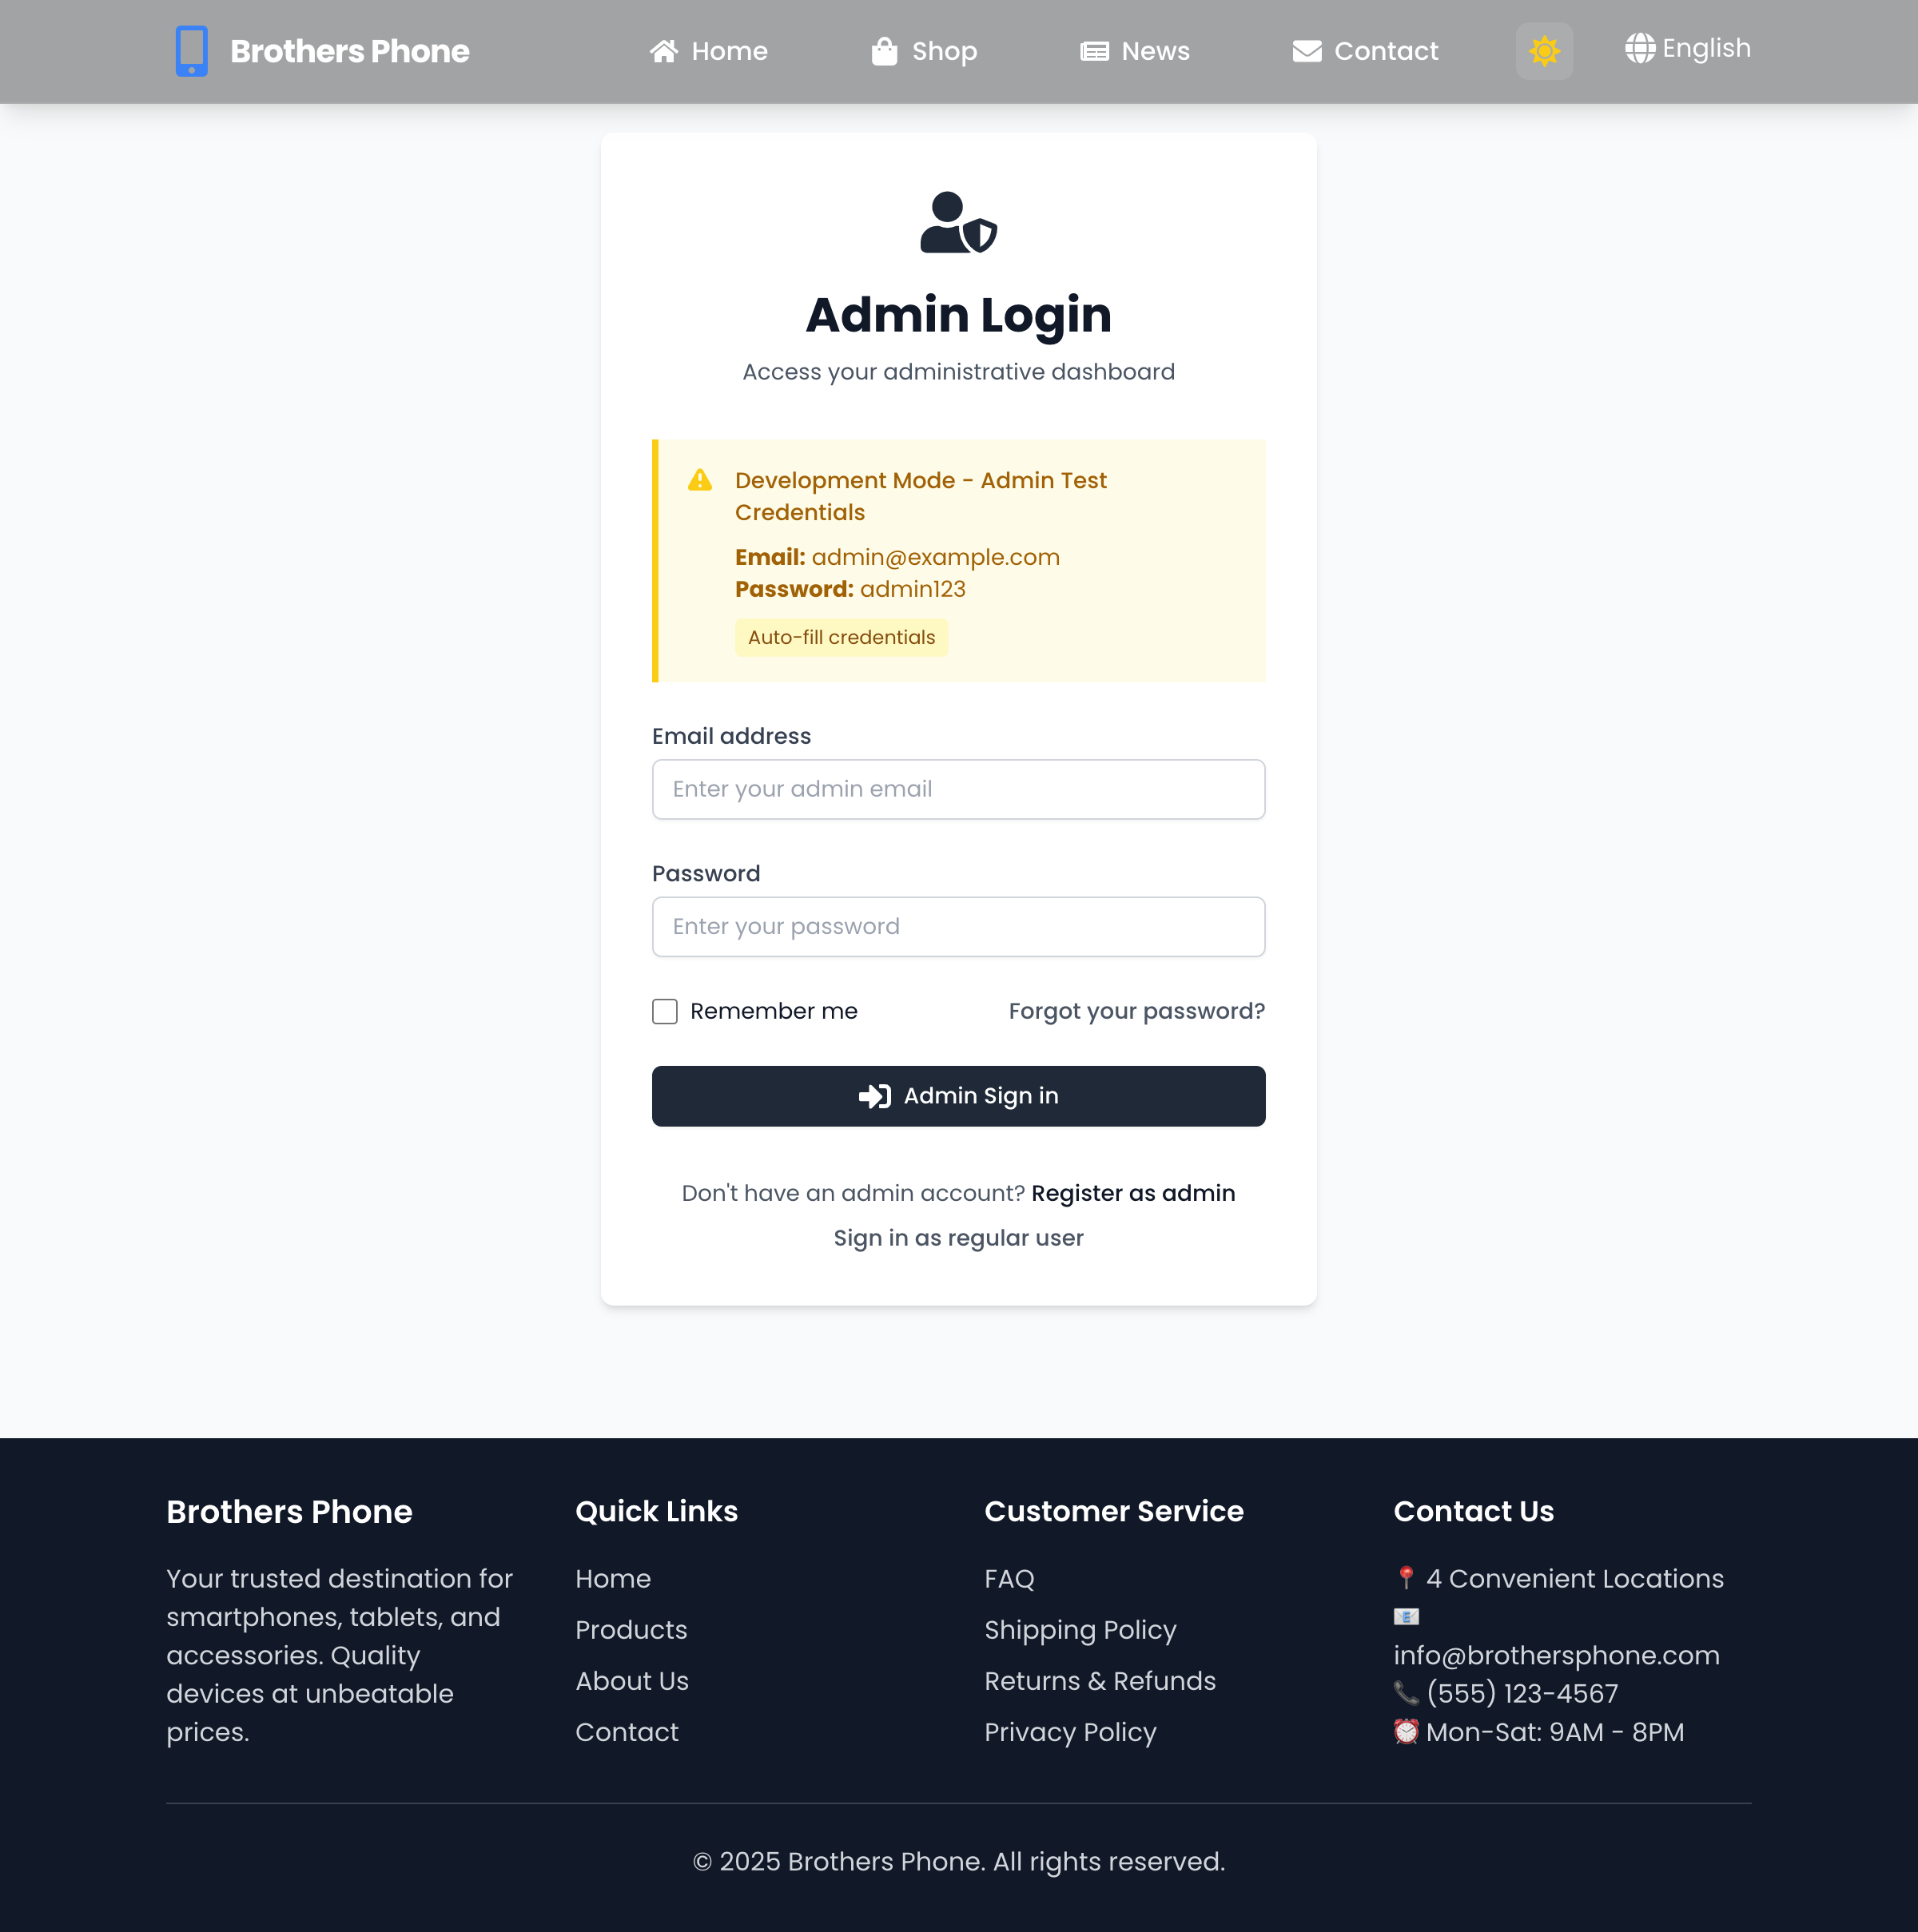 Brothers Phone
Home
Shop
News
Contact
English
Admin Login
Access your administrative dashboard
Development Mode - Admin Test
Credentials
Email: admin@example.com
Password: admin123
Auto-fill credentials
Email address
Enter your admin email
Password
Enter your password
Remember me
Forgot your password?
Admin Sign in
Don't have an admin account? Register as admin
Sign in as regular user
Brothers Phone
Your trusted destination for
smartphones, tablets, and
accessories. Quality
devices at unbeatable
prices.
Quick Links
Home
Products
About Us
Contact
Customer Service
FAQ
Shipping Policy
Returns & Refunds
Privacy Policy
Contact Us
📍 4 Convenient Locations
📧
info@brothersphone.com
📞 (555) 123-4567
⏰ Mon-Sat: 9AM - 8PM
© 2025 Brothers Phone. All rights reserved.